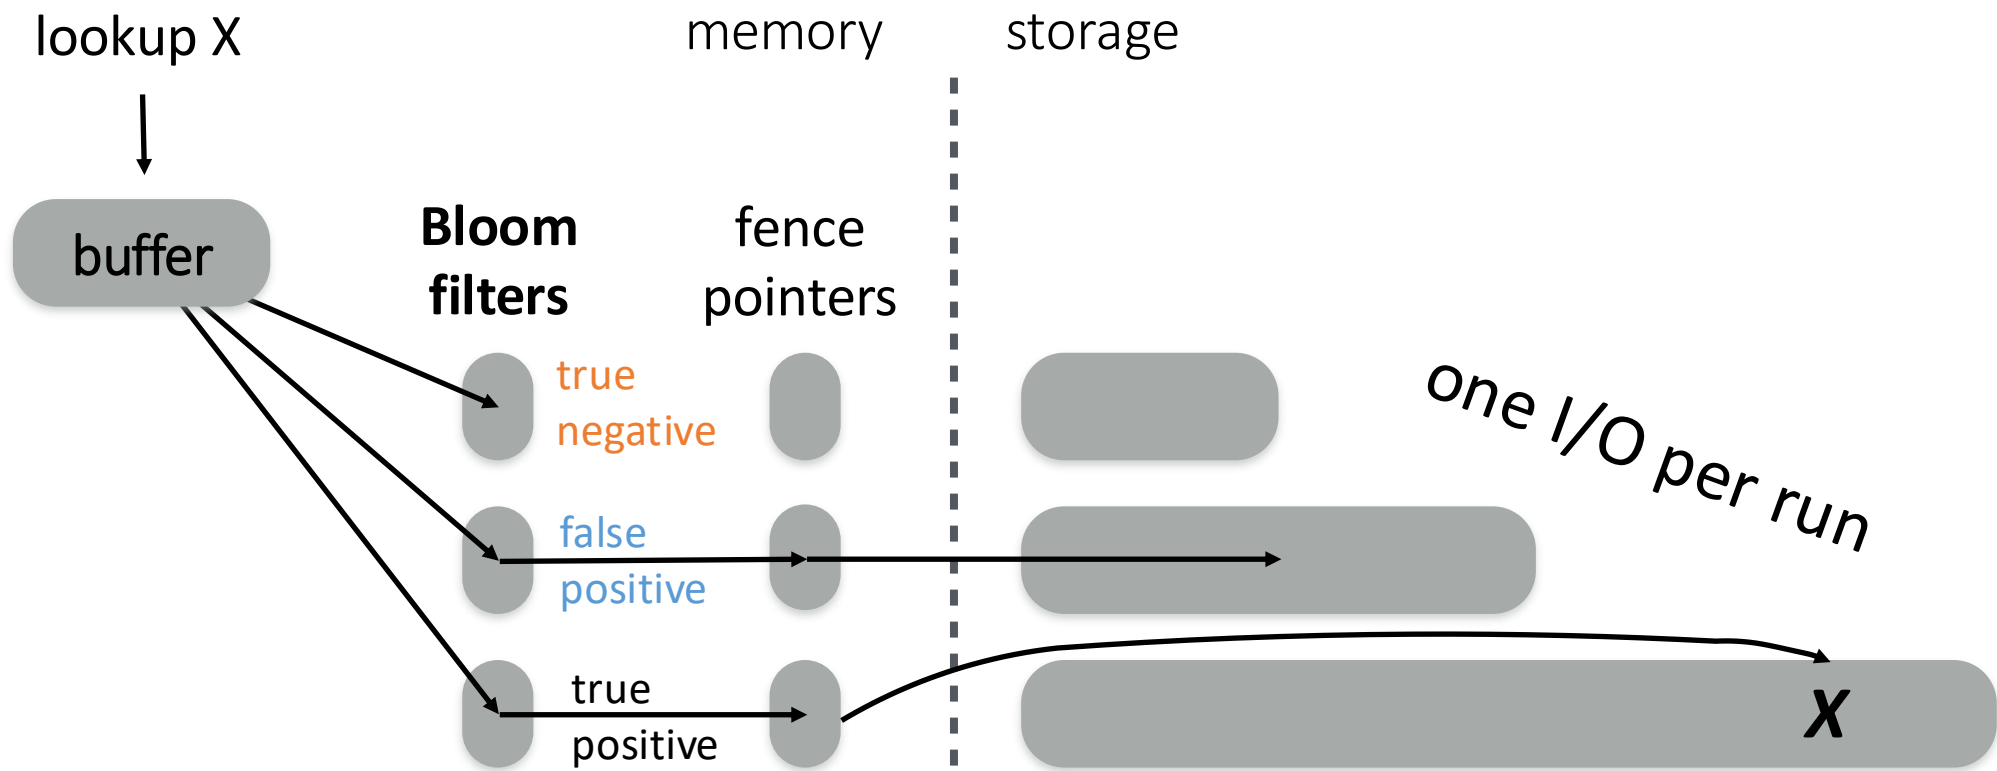 lookup X
memory
storage
buffer
Bloom
filters
fence
pointers
true
negative
false
positive
true
positive
one I/O per run
X